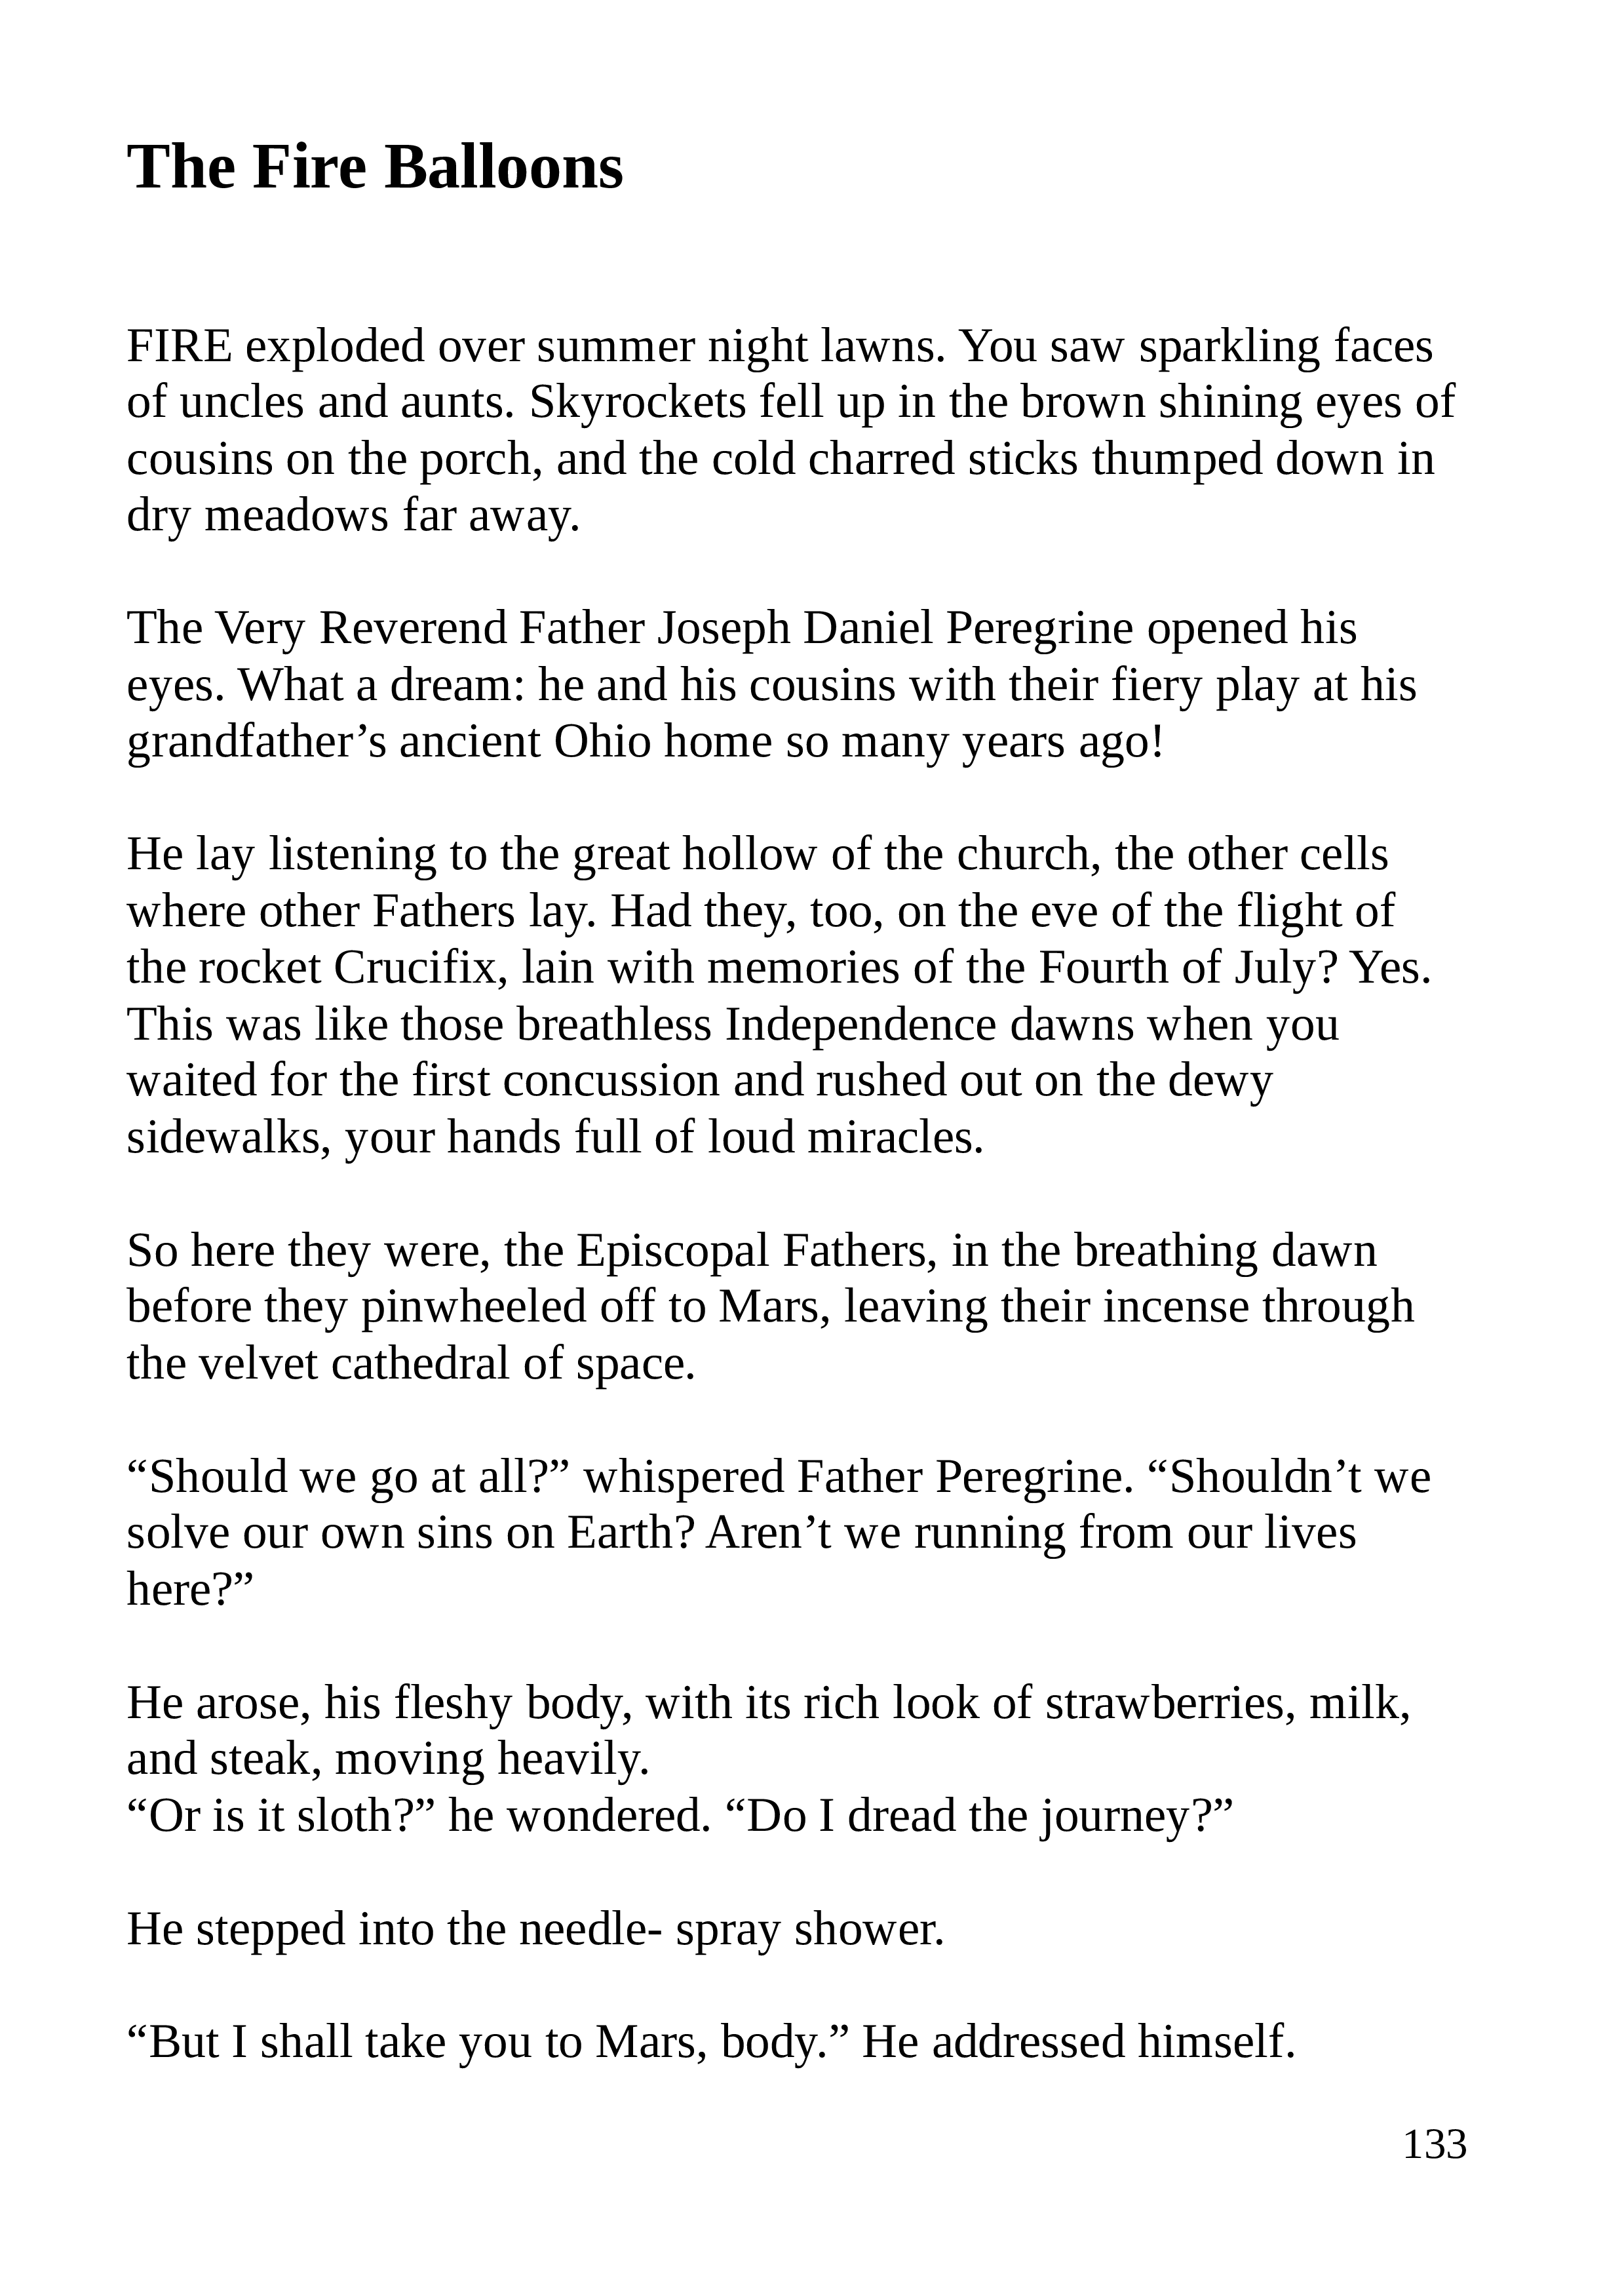 The Fire Balloons
FIRE exploded over summer night lawns. You saw sparkling faces
of uncles and aunts. Skyrockets fell up in the brown shining eyes of
cousins on the porch, and the cold charred sticks thumped down in
dry meadows far away.
The Very Reverend Father Joseph Daniel Peregrine opened his
eyes. What a dream: he and his cousins with their fiery play at his
grandfather’s ancient Ohio home so many years ago!
He lay listening to the great hollow of the church, the other cells
where other Fathers lay. Had they, too, on the eve of the flight of
the rocket Crucifix, lain with memories of the Fourth of July? Yes.
This was like those breathless Independence dawns when you
waited for the first concussion and rushed out on the dewy
sidewalks, your hands full of loud miracles.
So here they were, the Episcopal Fathers, in the breathing dawn
before they pinwheeled off to Mars, leaving their incense through
the velvet cathedral of space.
“Should we go at all?” whispered Father Peregrine. “Shouldn’t we
solve our own sins on Earth? Aren’t we running from our lives
here?”
He arose, his fleshy body, with its rich look of strawberries, milk,
and steak, moving heavily.
“Or is it sloth?” he wondered. “Do I dread the journey?”
He stepped into the needle- spray shower.
“But I shall take you to Mars, body.” He addressed himself.
133